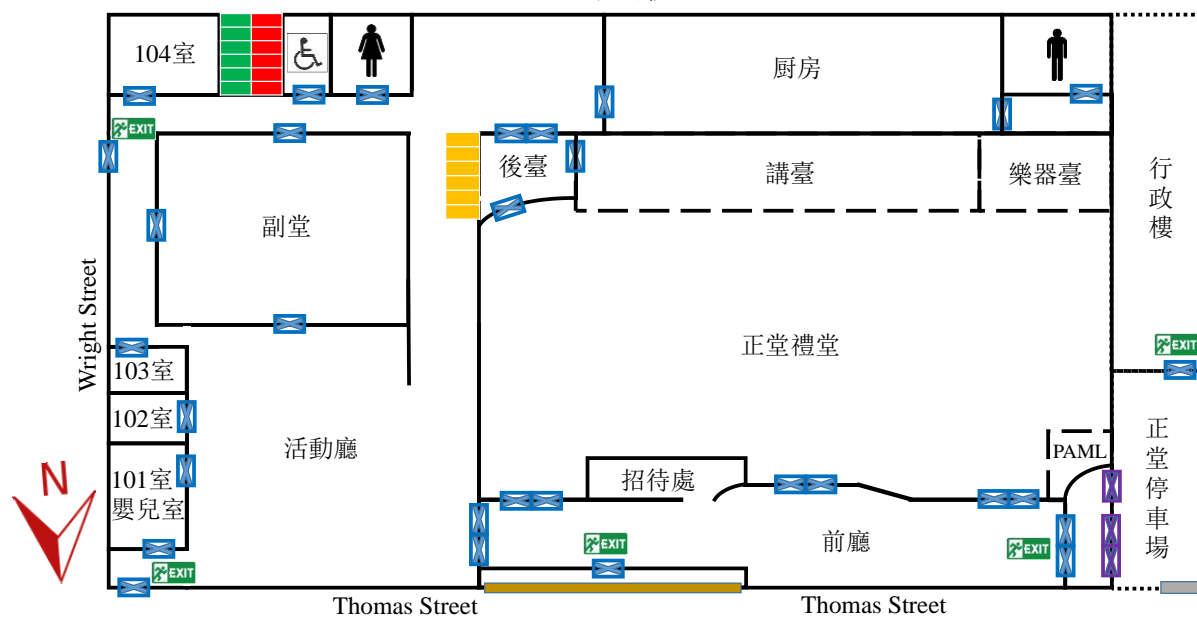 104室
厨房
EXIT
後臺
講臺
樂器臺
行政樓
副堂
Wright Street
正堂禮堂
EXIT
103室
102室
活動廳
101室
嬰兒室
招待處
PAML
正堂停車場
N
前廳
EXIT
EXIT
EXIT
Thomas Street
Thomas Street